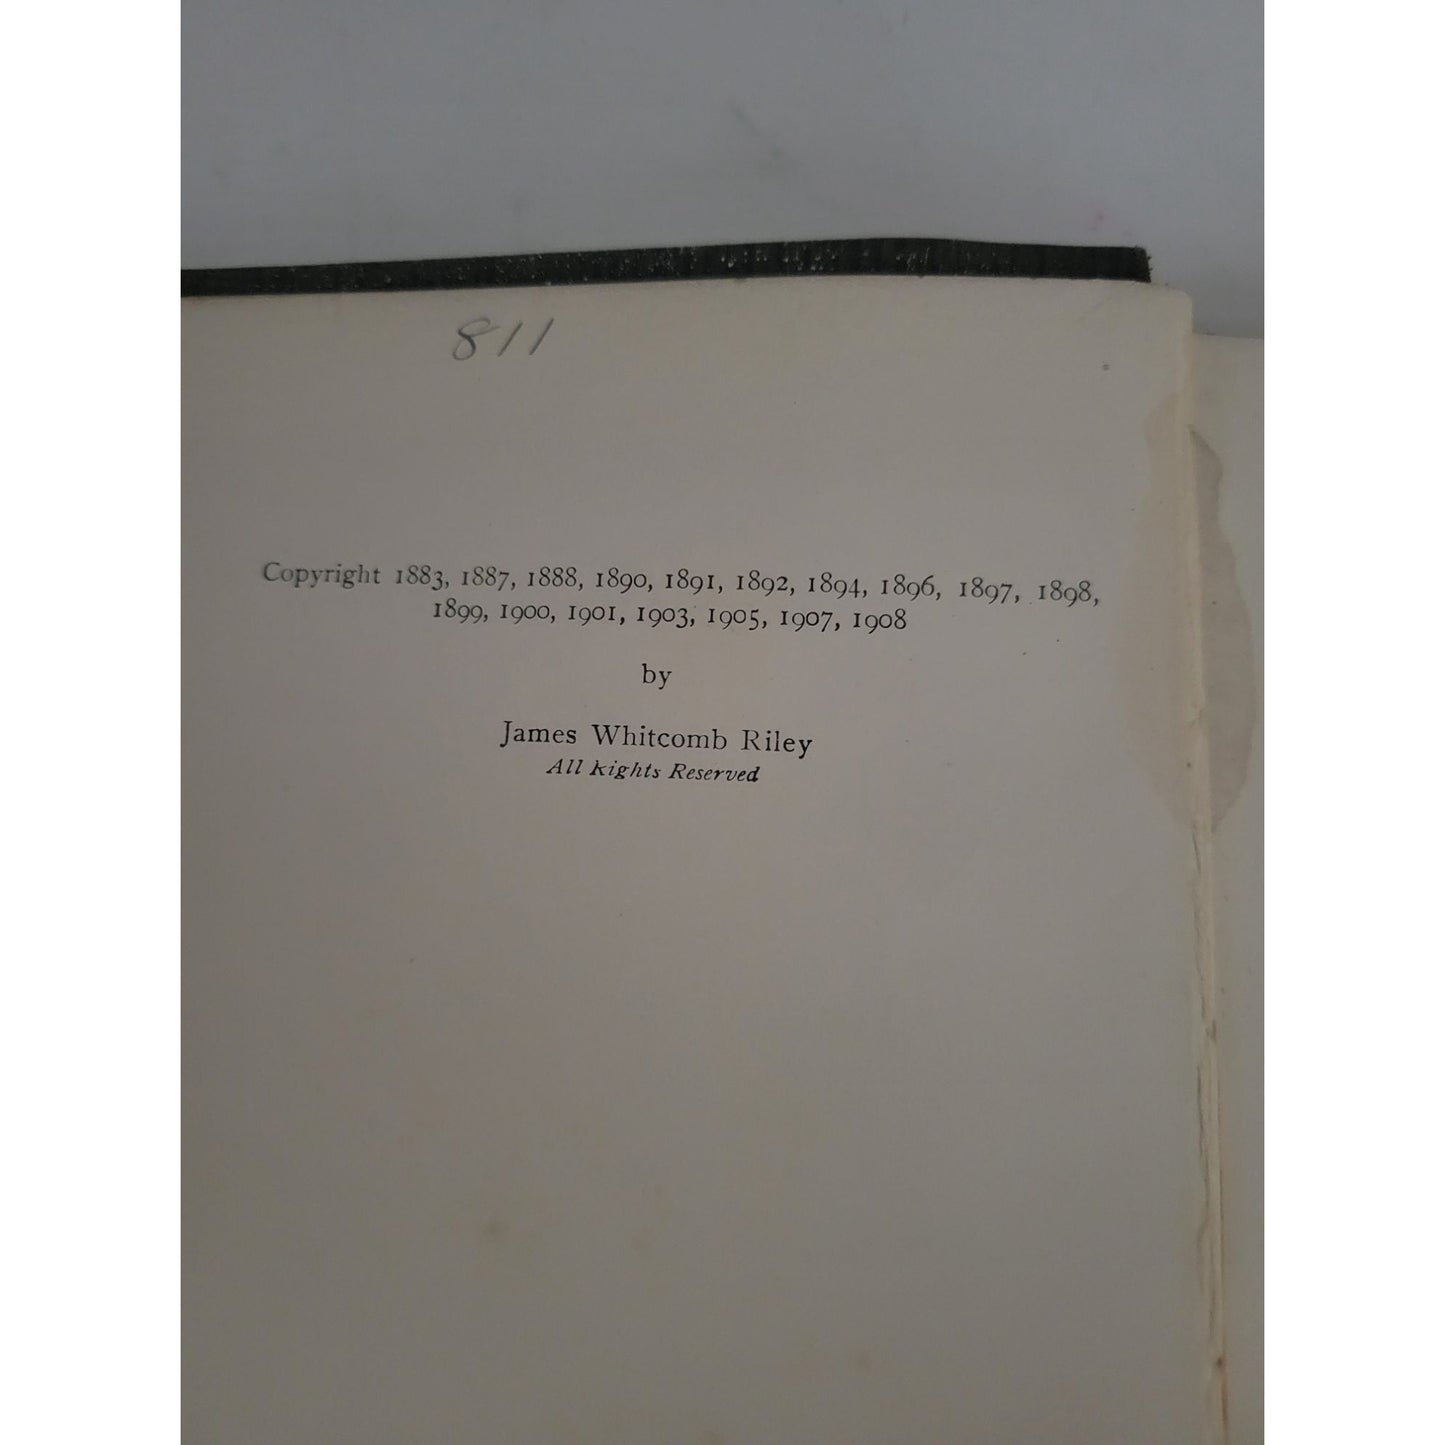 811
Copyright 1883, 1887, 1888, 1890, 1891, 1892, 1894, 1896, 1897, 1898,
1899, 1900, 1901, 1903, 1905, 1907, 1908
by
James Whitcomb Riley
All Rights Reserved